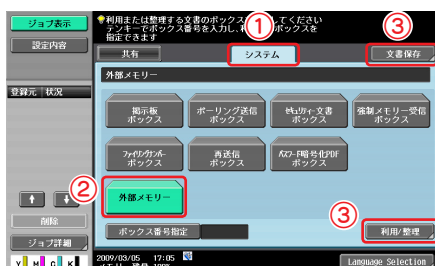 ジョブ表示
設定内容
登録元 状況
削除
ジョブ詳細
利用または整理する文書のボックス
してください
テンキーでボックス番号を入力し、
ボックスを
指定できます
①
③
共有
システム
文書保存
外部メモリー
掲示板
ボックス
ポーリング送信
ボックス
セキュリティー文書
ボックス
強制メモリー受信
ボックス
ファイリングナンバー
ボックス
再送信
ボックス
パスワード暗号化PDF
ボックス
②
外部メモリー
③
ボックス番号指定
利用/整理
2009/03/05 17:05
Language Selection
Y M C K